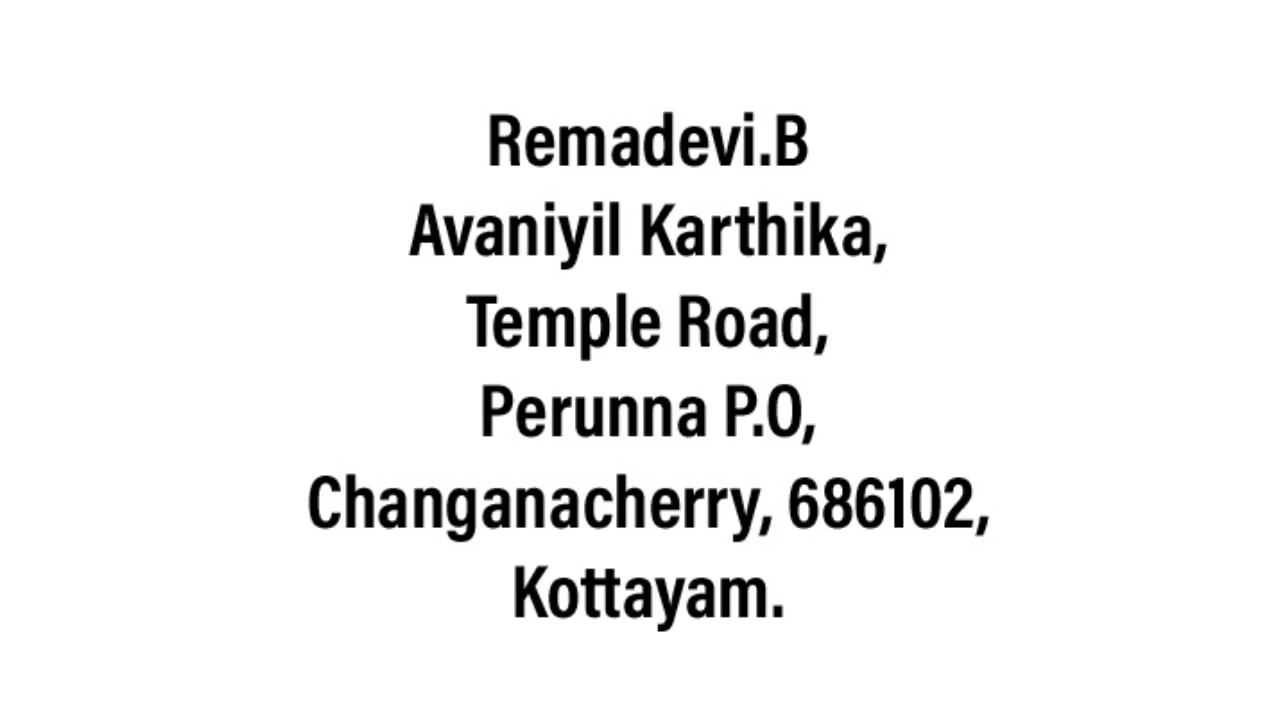 Remadevi.B
Avaniyil Karthika,
Temple Road,
Perunna P.O,
Changanacherry, 686102,
Kottayam.